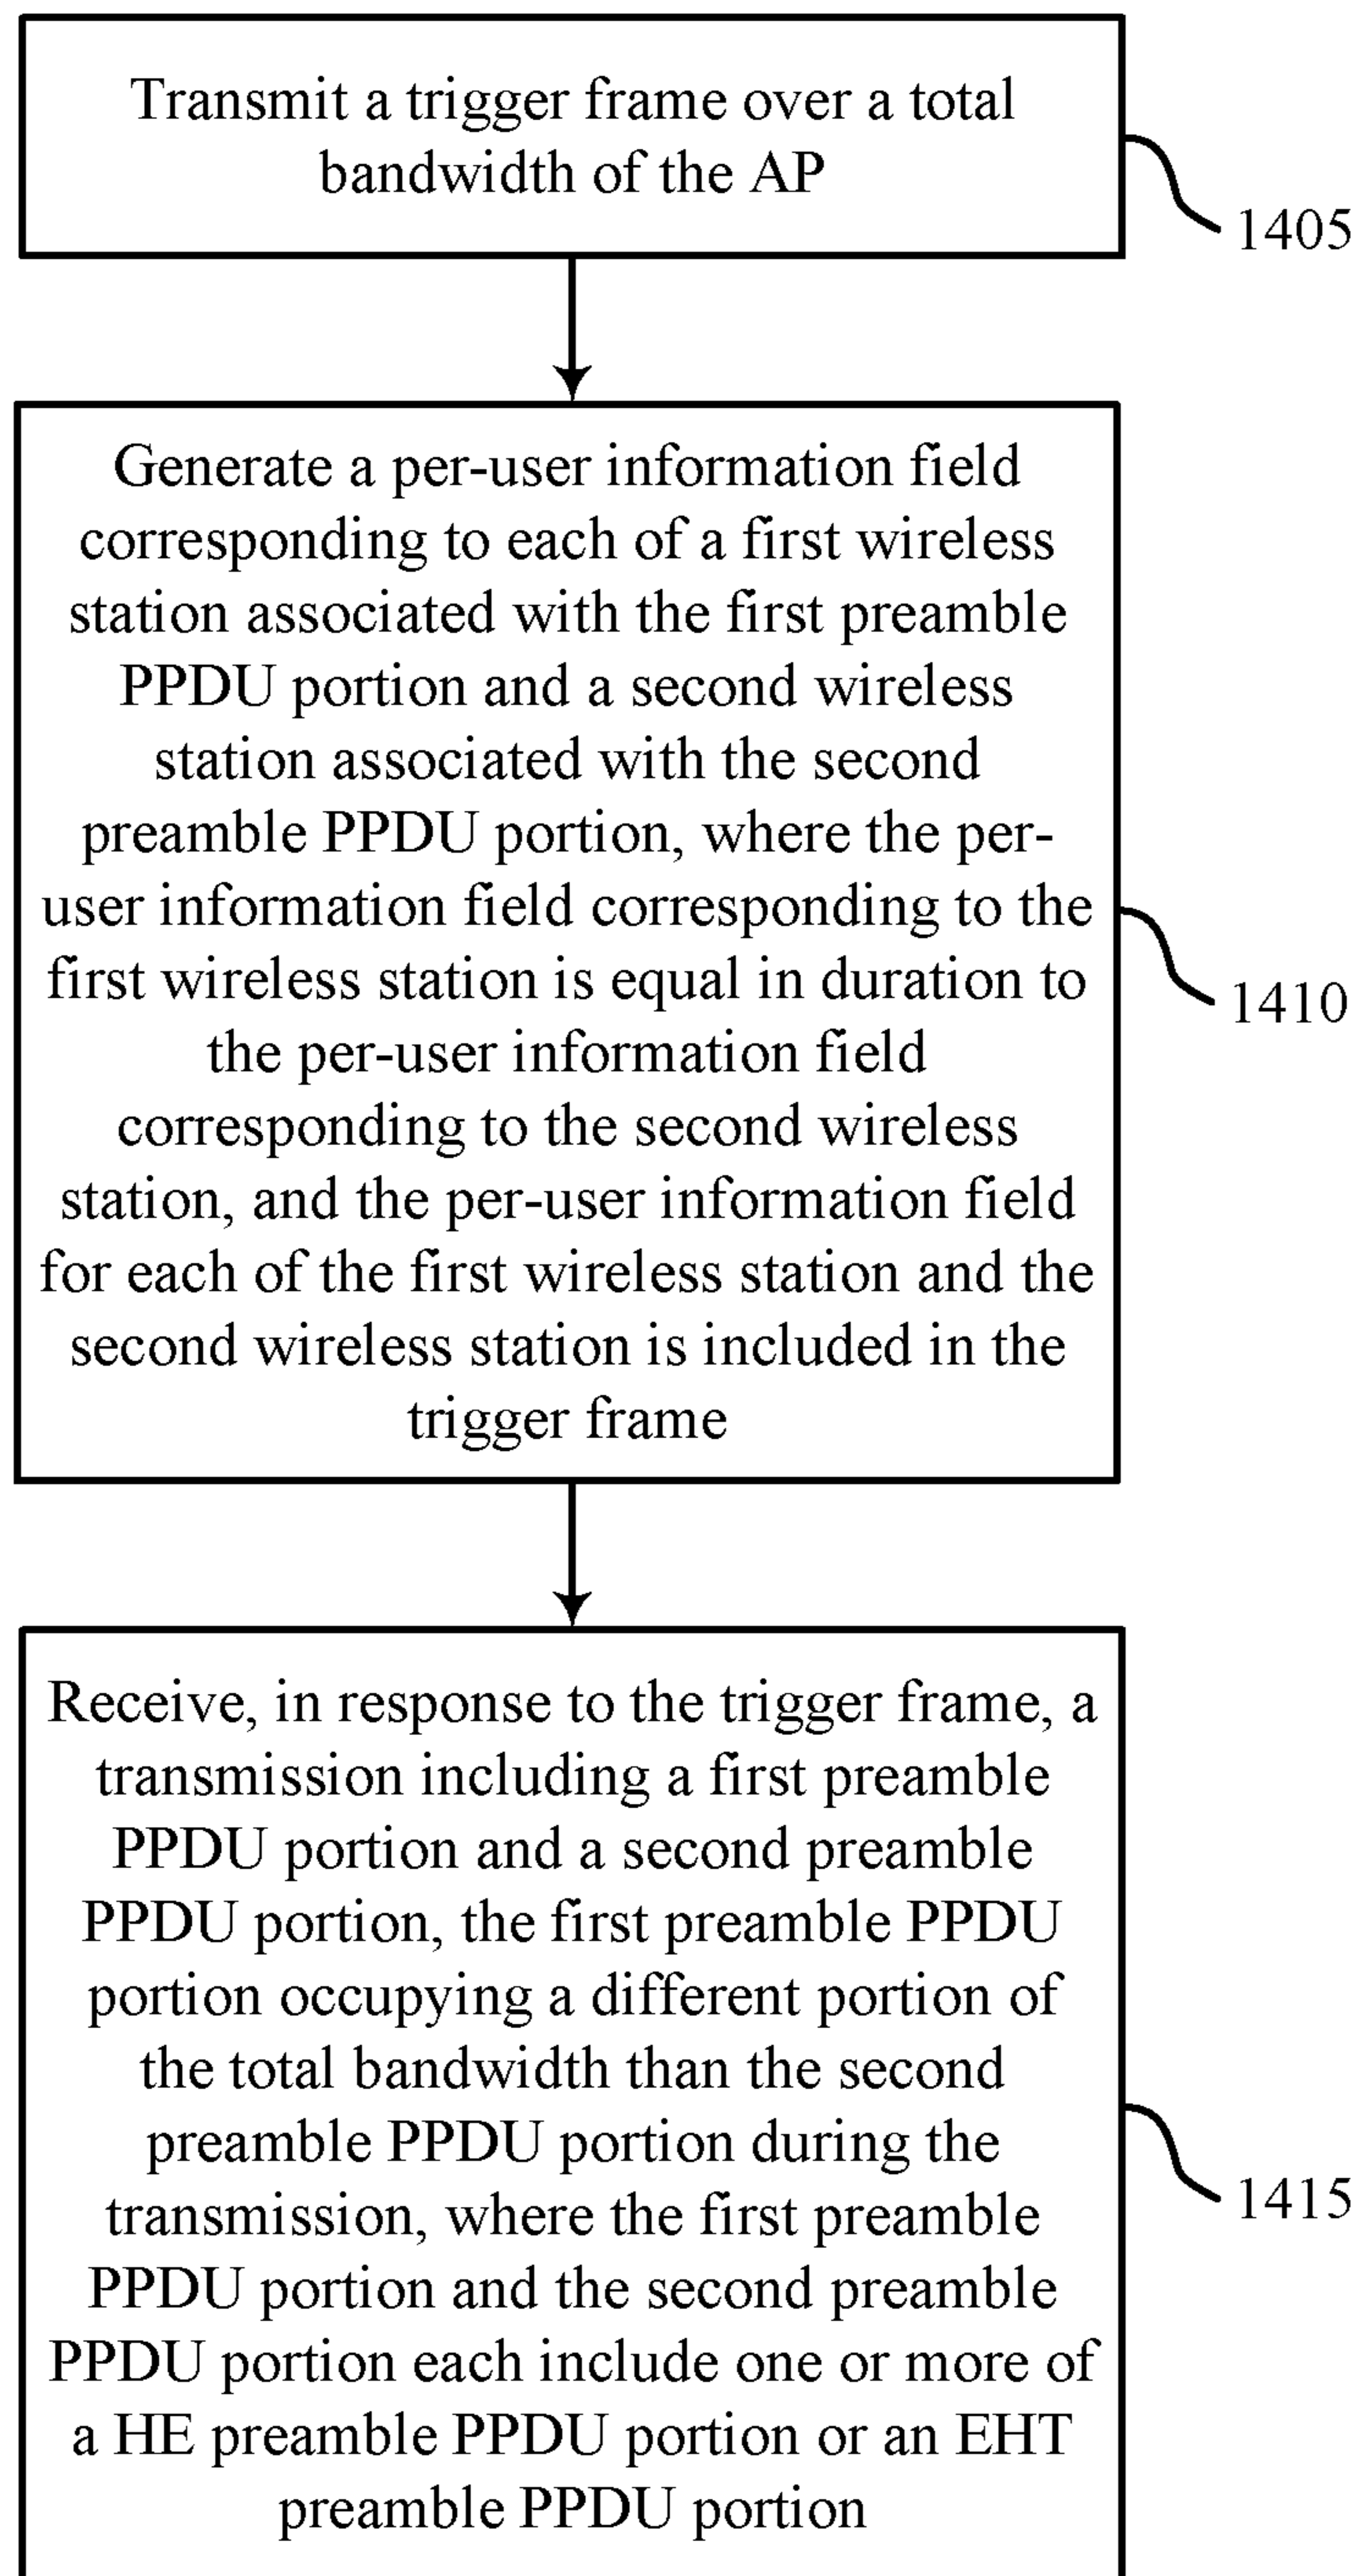 Transmit a trigger frame over a total
bandwidth of the AP
1405
Generate a per-user information field
corresponding to each of a first wireless
station associated with the first preamble
PPDU portion and a second wireless
station associated with the second
preamble PPDU portion, where the per-
user information field corresponding to the
first wireless station is equal in duration to
the per-user information field
corresponding to the second wireless
station, and the per-user information field
for each of the first wireless station and the
second wireless station is included in the
trigger frame
1410
Receive, in response to the trigger frame, a
transmission including a first preamble
PPDU portion and a second preamble
PPDU portion, the first preamble PPDU
portion occupying a different portion of
the total bandwidth than the second
preamble PPDU portion during the
transmission, where the first preamble
PPDU portion and the second preamble
PPDU portion each include one or more of
a HE preamble PPDU portion or an EHT
preamble PPDU portion
1415